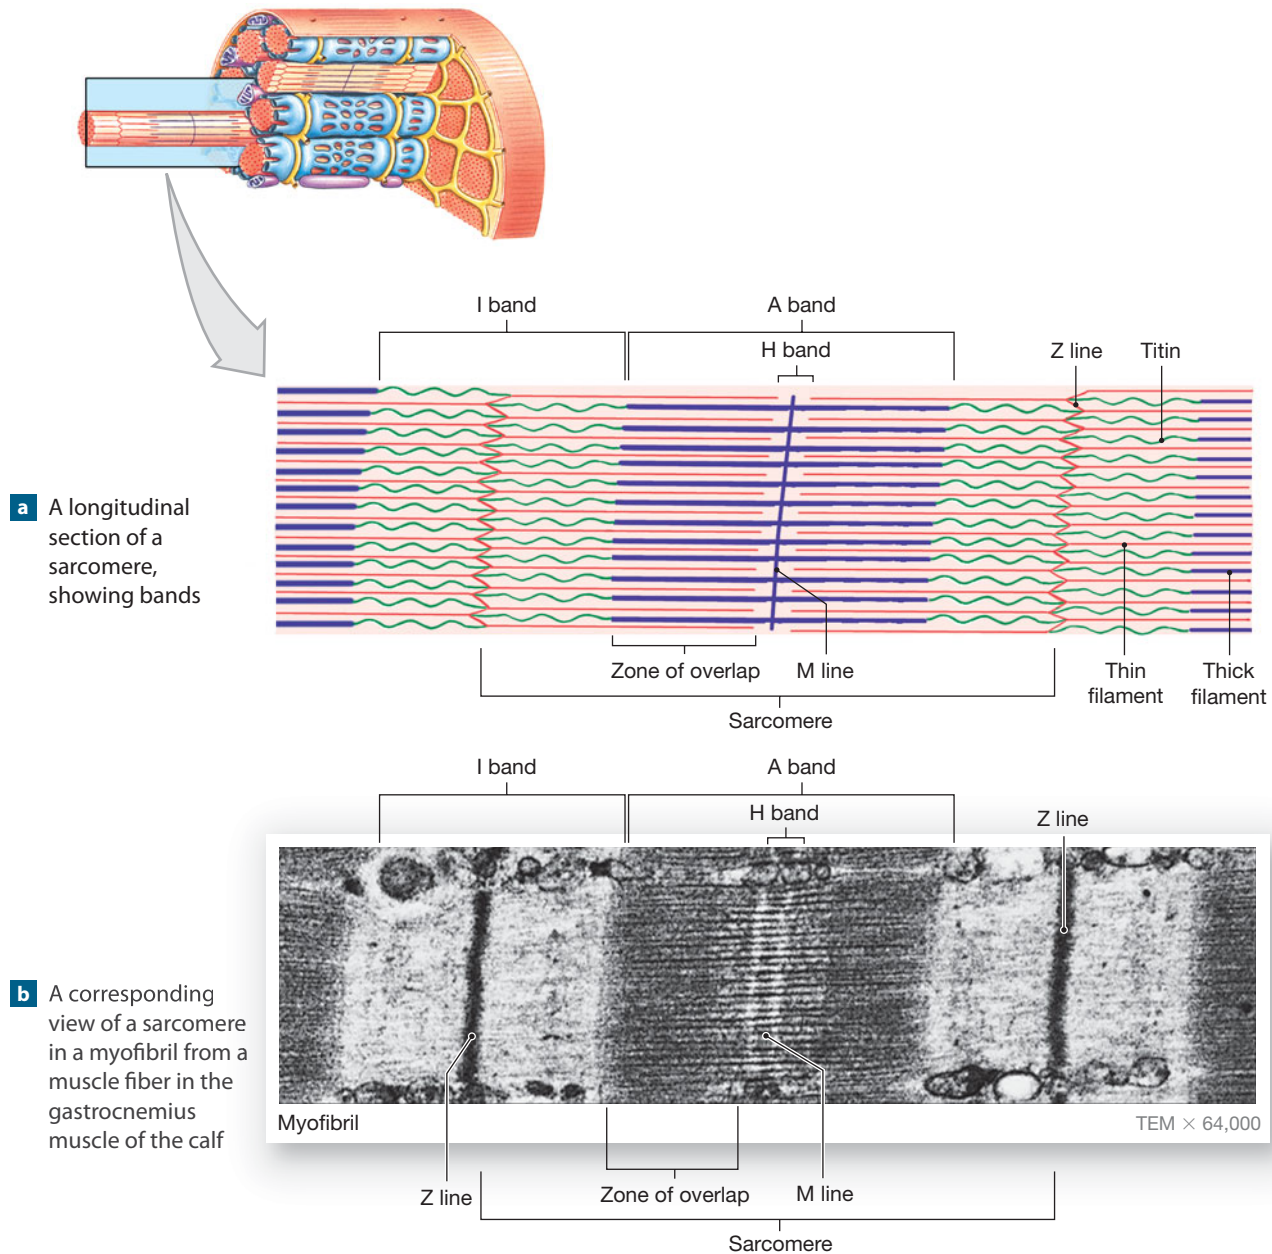 I band
A band
H band
Z line
Titin
a A longitudinal
section of a
sarcomere,
showing bands
Zone of overlap
M line
Thin
filament
Thick
filament
Sarcomere
I band
A band
H band
Z line
b A corresponding
view of a sarcomere
in a myofibril from a
muscle fiber in the
gastrocnemius
muscle of the calf
Myofibril
TEM × 64,000
Z line
Zone of overlap
M line
Sarcomere